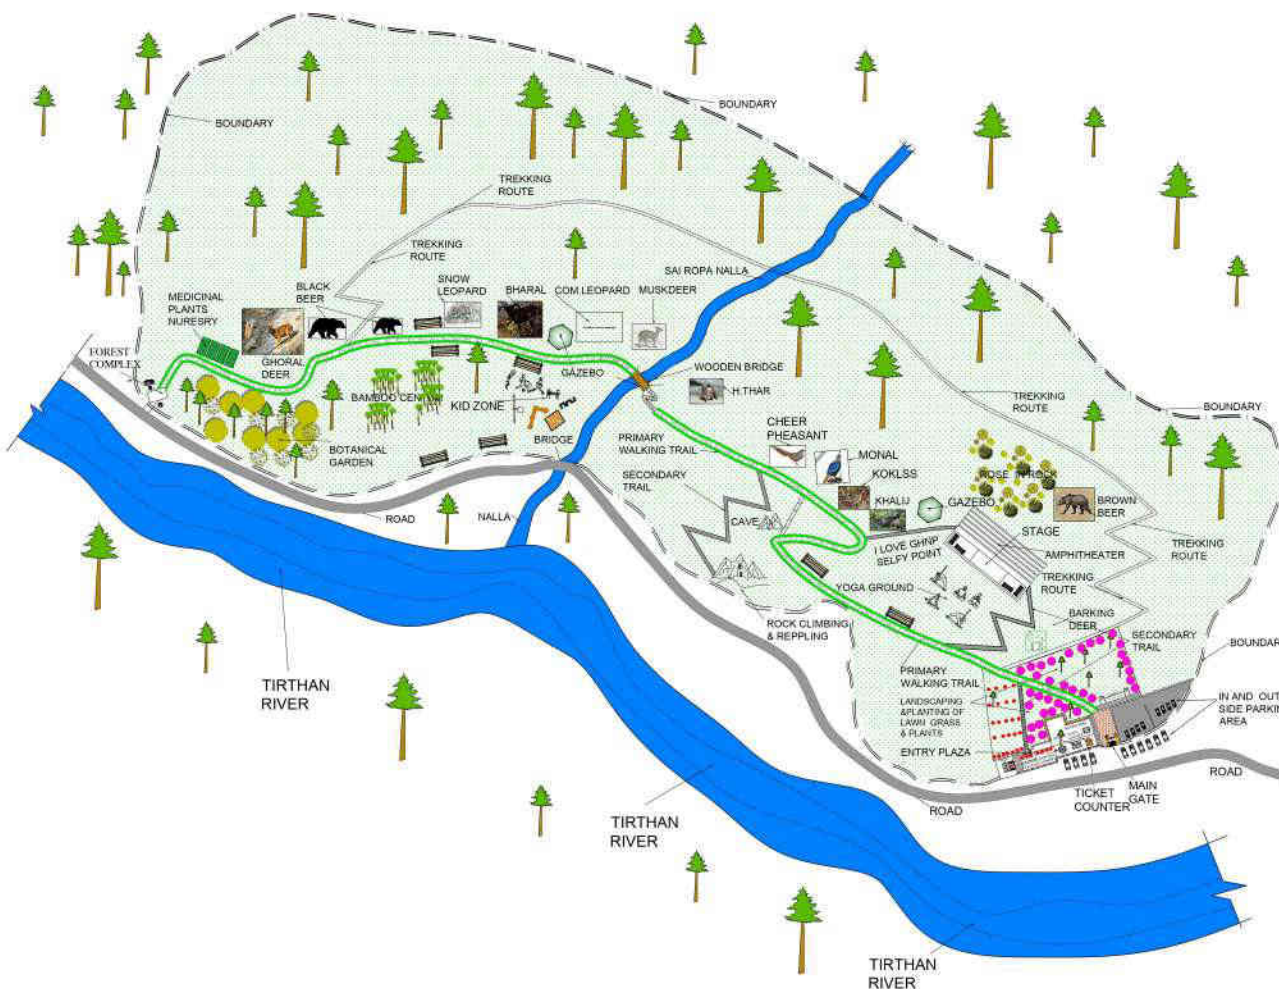 BOUNDARY
BOUNDARY
TREKKING
ROUTE
TREKKING
ROUTE
SAI ROPA NALLA
SNOW
LEOPARD
BHARAL
COM.LEOPARD
MUSKDEER
BLACK
BEER
MEDICINAL
PLANTS
NURESRY
FOREST
COMPLEX
GHORAL
DEER
GAZEBO
WOODEN BRIDGE
H.THAR
BAMBOO CEN
KID ZONE
BRIDGE
BOTANICAL
GARDEN
ROAD
NALLA
PRIMARY
WALKING TRAIL
SECONDARY
TRAIL
CHEER
PHEASANT
MONAL
KOKLSS
KHALIJ
GAZEBO
ROSE IN ROCK
BROWN
BEER
TREKKING
ROUTE
BOUNDARY
CAVE
I LOVE GHNP
SELFY POINT
STAGE
AMPHITHEATER
TREKKING
ROUTE
TREKKING
ROUTE
YOGA GROUND
ROCK CLIMBING
& REPPLING
BARKING
DEER
SECONDARY
TRAIL
BOUNDAR
PRIMARY
WALKING TRAIL
LANDSCAPING
&PLANTING OF
LAWN GRASS
& PLANTS
ENTRY PLAZA
IN AND OUT
SIDE PARKIN
AREA
TICKET
COUNTER
MAIN
GATE
ROAD
ROAD
TIRTHAN
RIVER
TIRTHAN
RIVER
TIRTHAN
RIVER